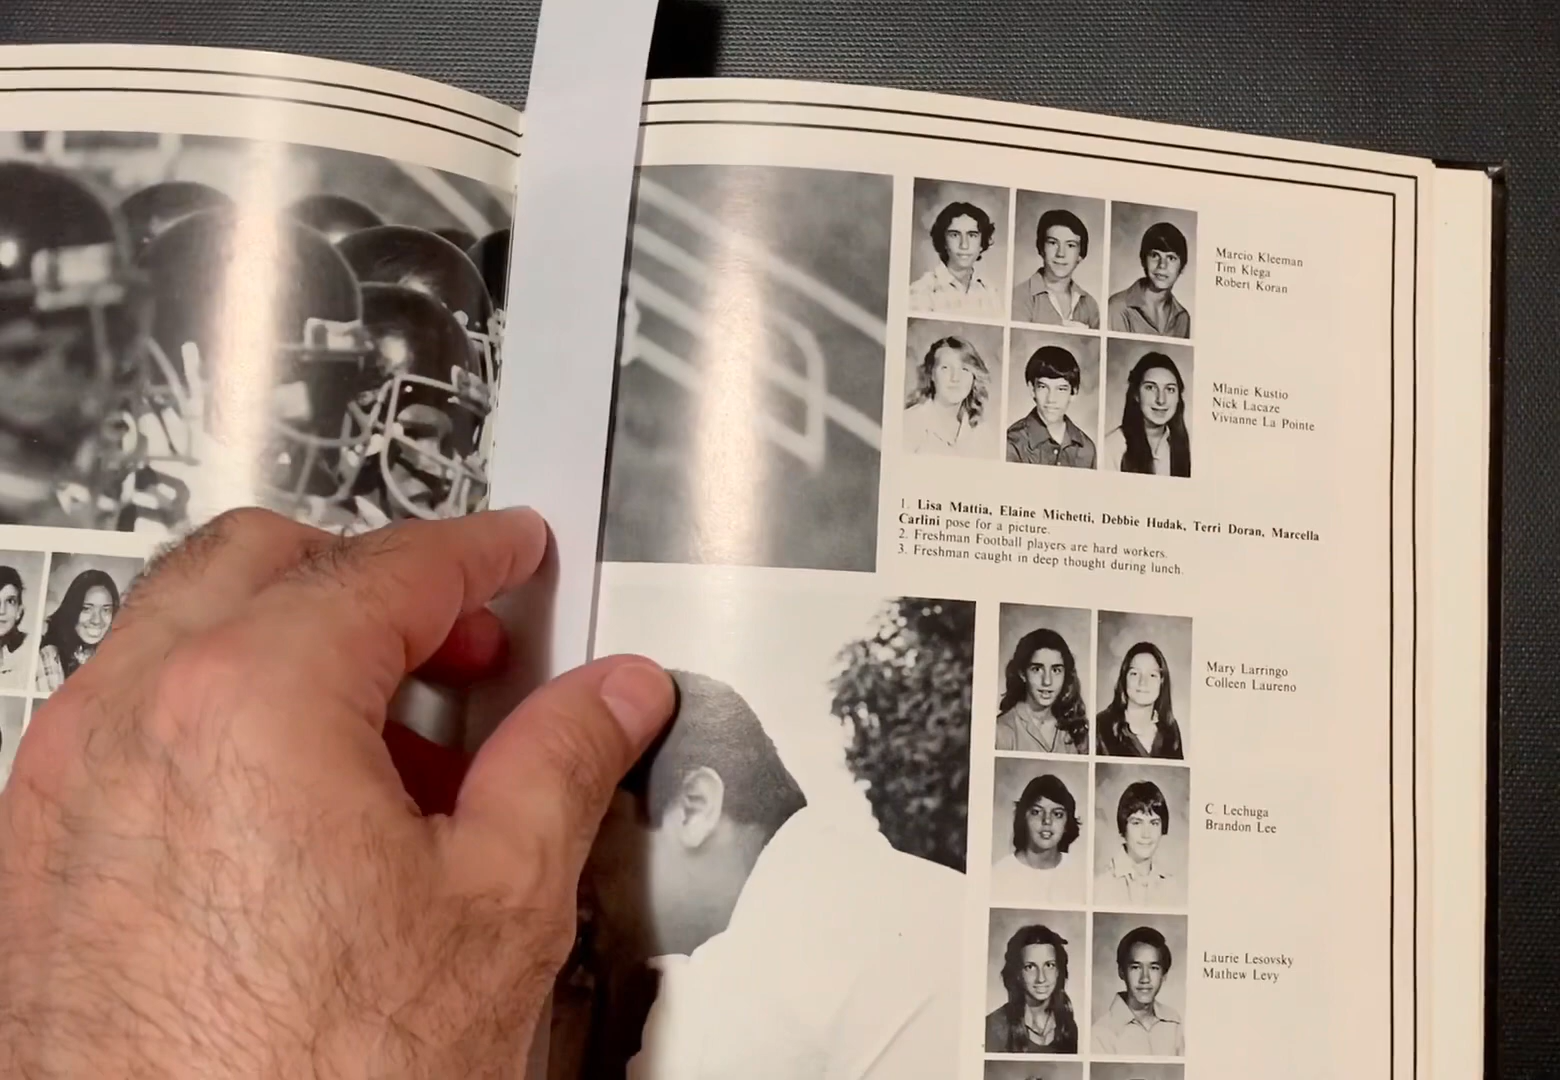 Marcio Kleeman
Tim Klega
Robert Koran
Mlanie Kustio
Nick Lacaze
Vivianne La Pointe
1. Lisa Mattia, Elaine Michetti, Debbie Hudak, Terri Doran, Marcella
Carlini pose for a picture.
2. Freshman Football players are hard workers.
3. Freshman caught in deep thought during lunch.
Mary Larringo
Colleen Laureno
C. Lechuga
Brandon Lee
Laurie Lesovsky
Mathew Levy